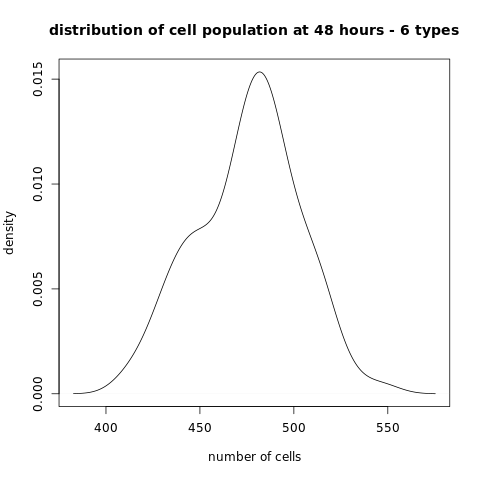 distribution of cell population at 48 hours - 6 types
0.015
0.010
0.005
0.000
density
400 450 500 550
number of cells